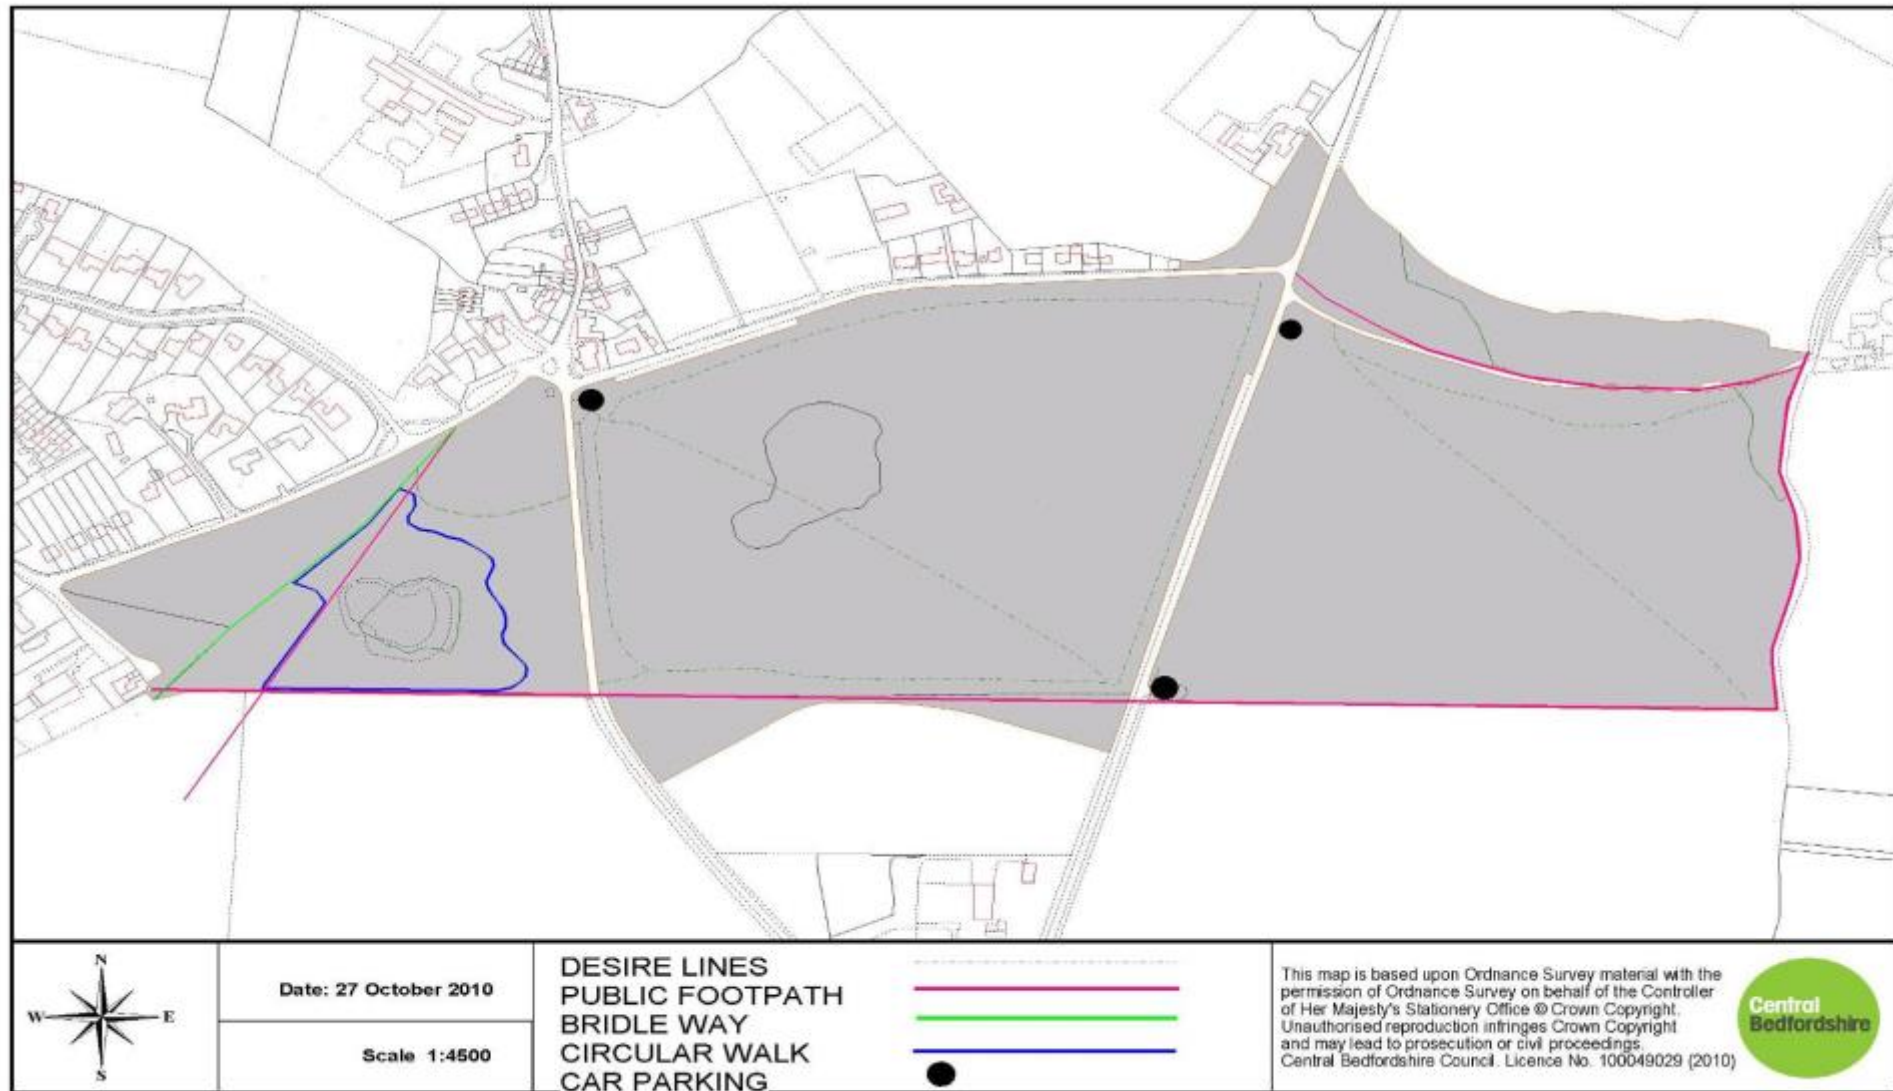 N
W
E
S
Date: 27 October 2010
Scale 1:4500
DESIRE LINES
PUBLIC FOOTPATH
BRIDLE WAY
CIRCULAR WALK
CAR PARKING
This map is based upon Ordnance Survey material with the
permission of Ordnance Survey on behalf of the Controller
of Her Majesty's Stationery Office © Crown Copyright.
Unauthorised reproduction infringes Crown Copyright
and may lead to prosecution or civil proceedings.
Central Bedfordshire Council. Licence No. 100049029 (2010)
Central
Bedfordshire